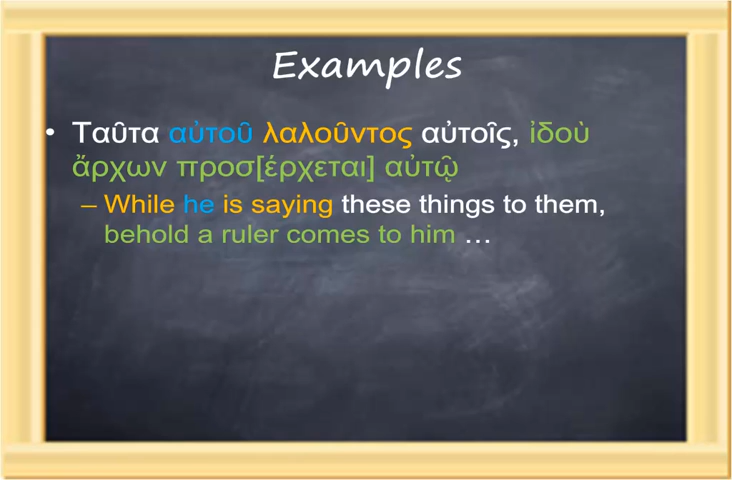 Examples
• Ταῦτα αὐτοῦ λαλοῦντος αὐτοῖς, ἰδοὺ
ἄρχων προσ[έρχεται] αὐτῷ
– While he is saying these things to them,
behold a ruler comes to him …